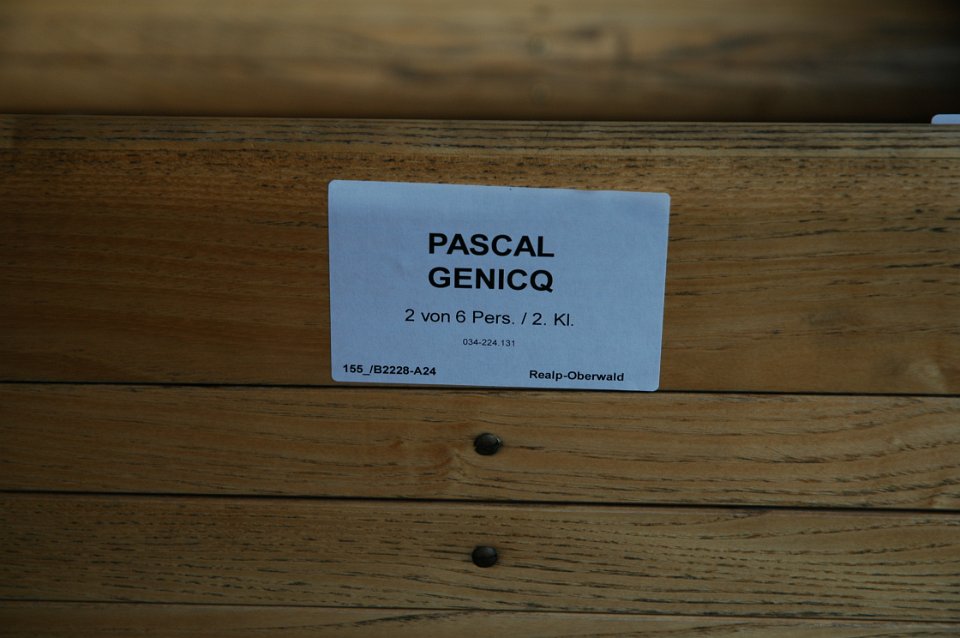 PASCAL
GENICQ
2 von 6 Pers. / 2. Kl.
034-224.131
155_/B2228-A24 Realp-Oberwald